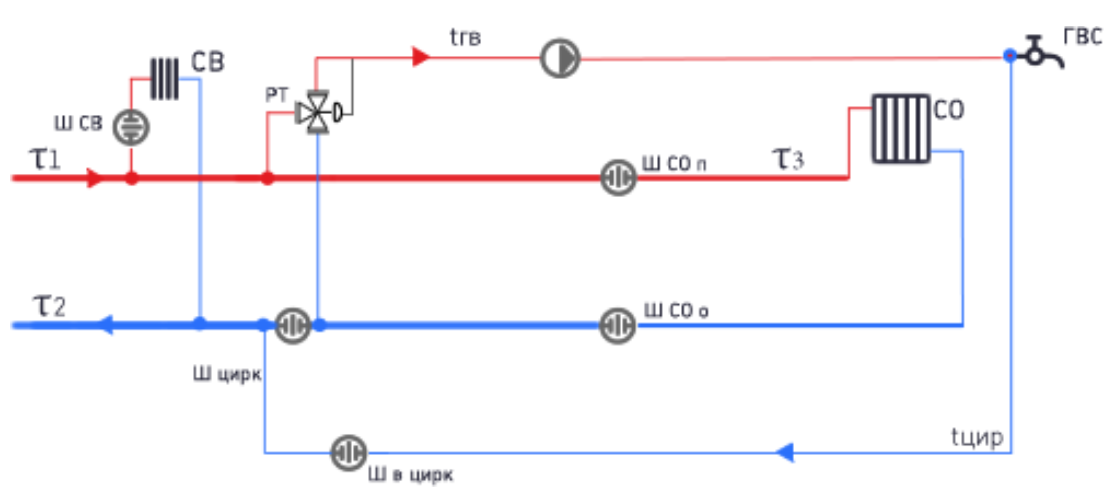 ГВС
tгв
СВ
РТ
СО
Ш СВ
τ1
Ш СО п
τ3
τ2
Ш СО о
Ш цирк
tцир
Ш в цирк